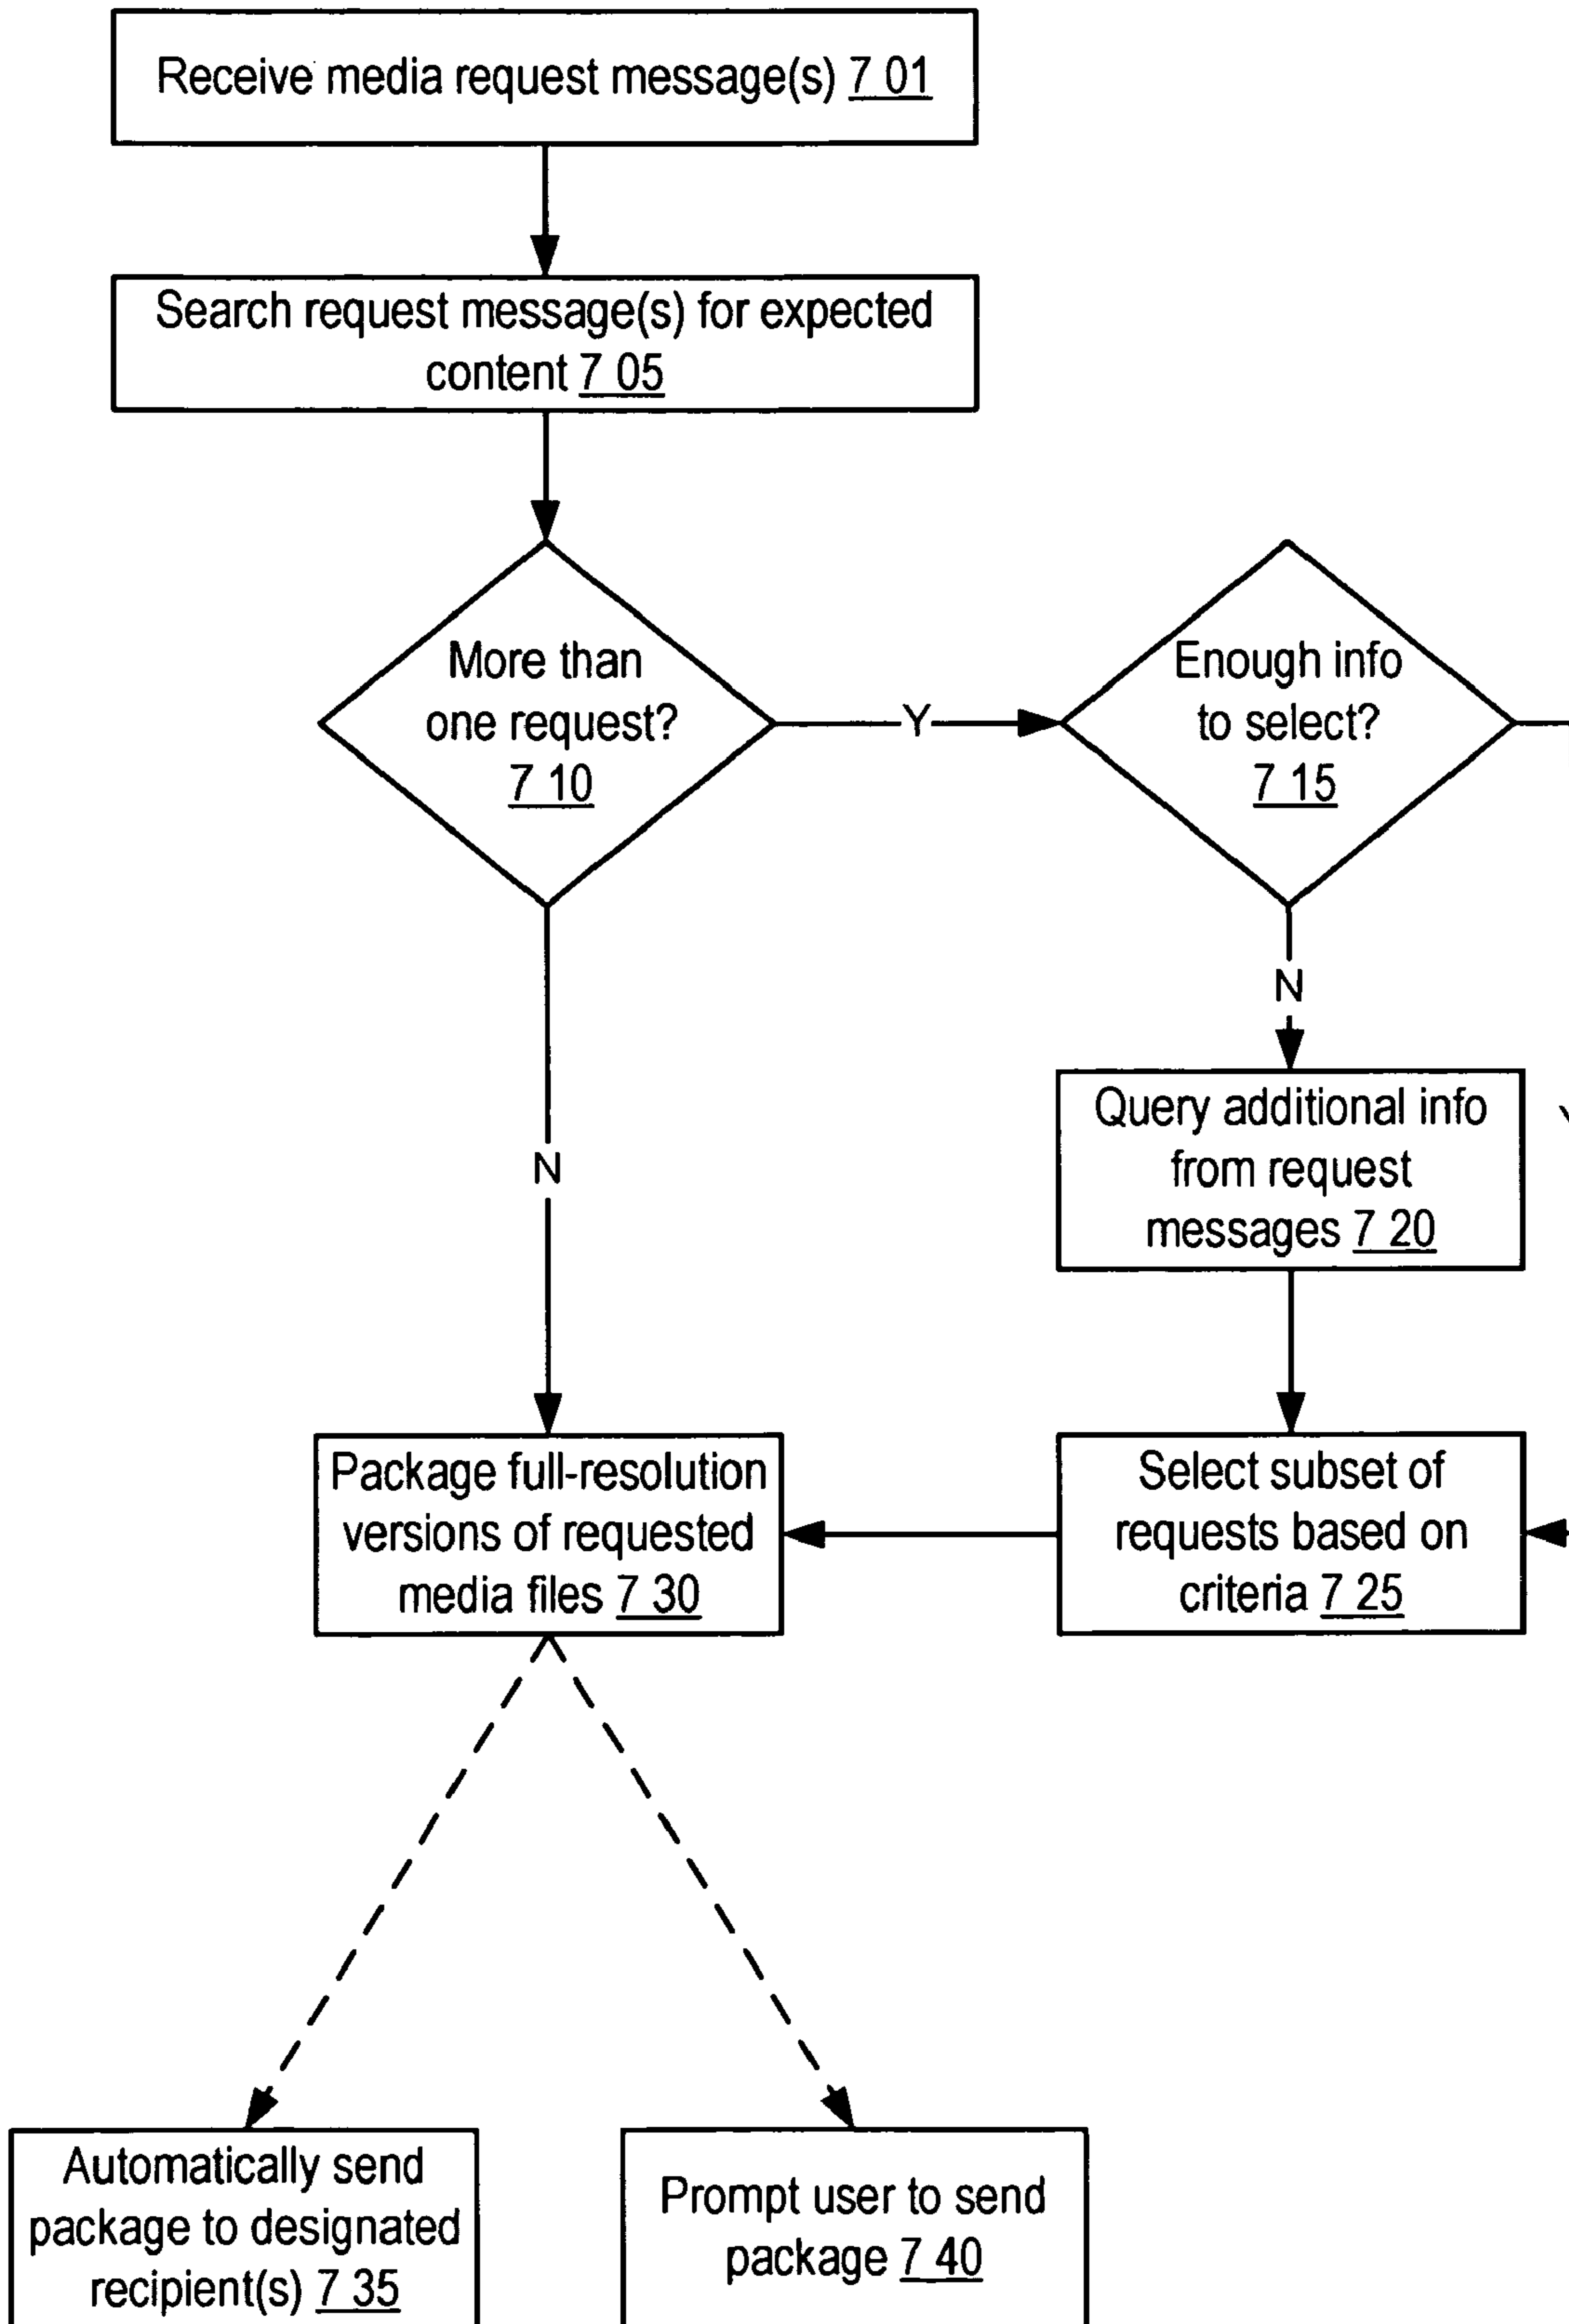 Receive media request message(s) 7 01
Search request message(s) for expected
content 7 05
More than
one request?
7 10
Y
Enough info
to select?
7 15
N
Query additional info
from request
messages 7 20
N
Package full-resolution
versions of requested
media files 7 30
Select subset of
requests based on
criteria 7 25
Automatically send
package to designated
recipient(s) 7 35
Prompt user to send
package 7 40